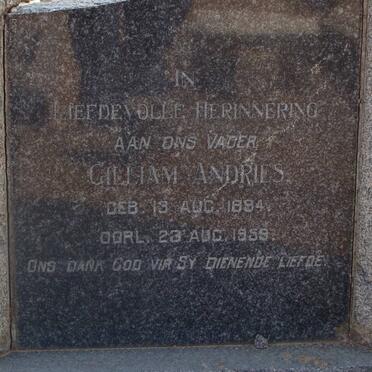 IN
LIEFDEVOLLE HERINNERING
AAN ONS VADER
GILLIAM ANDRIES
GEB. 13 AUG. 1894.
OORL. 23 AUG. 1959.
ONS DANK GOD VIR SY DIENENDE LIEFDE.